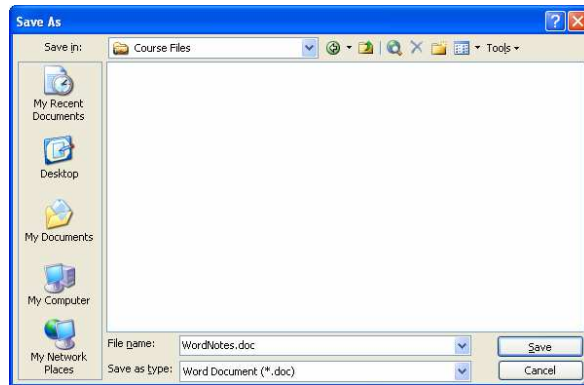 Save As
Save in:
Course Files
Tools
My Recent
Documents
Desktop
My Documents
My Computer
My Network
Places
File name:
WordNotes.doc
Save
Save as type:
Word Document (*.doc)
Cancel